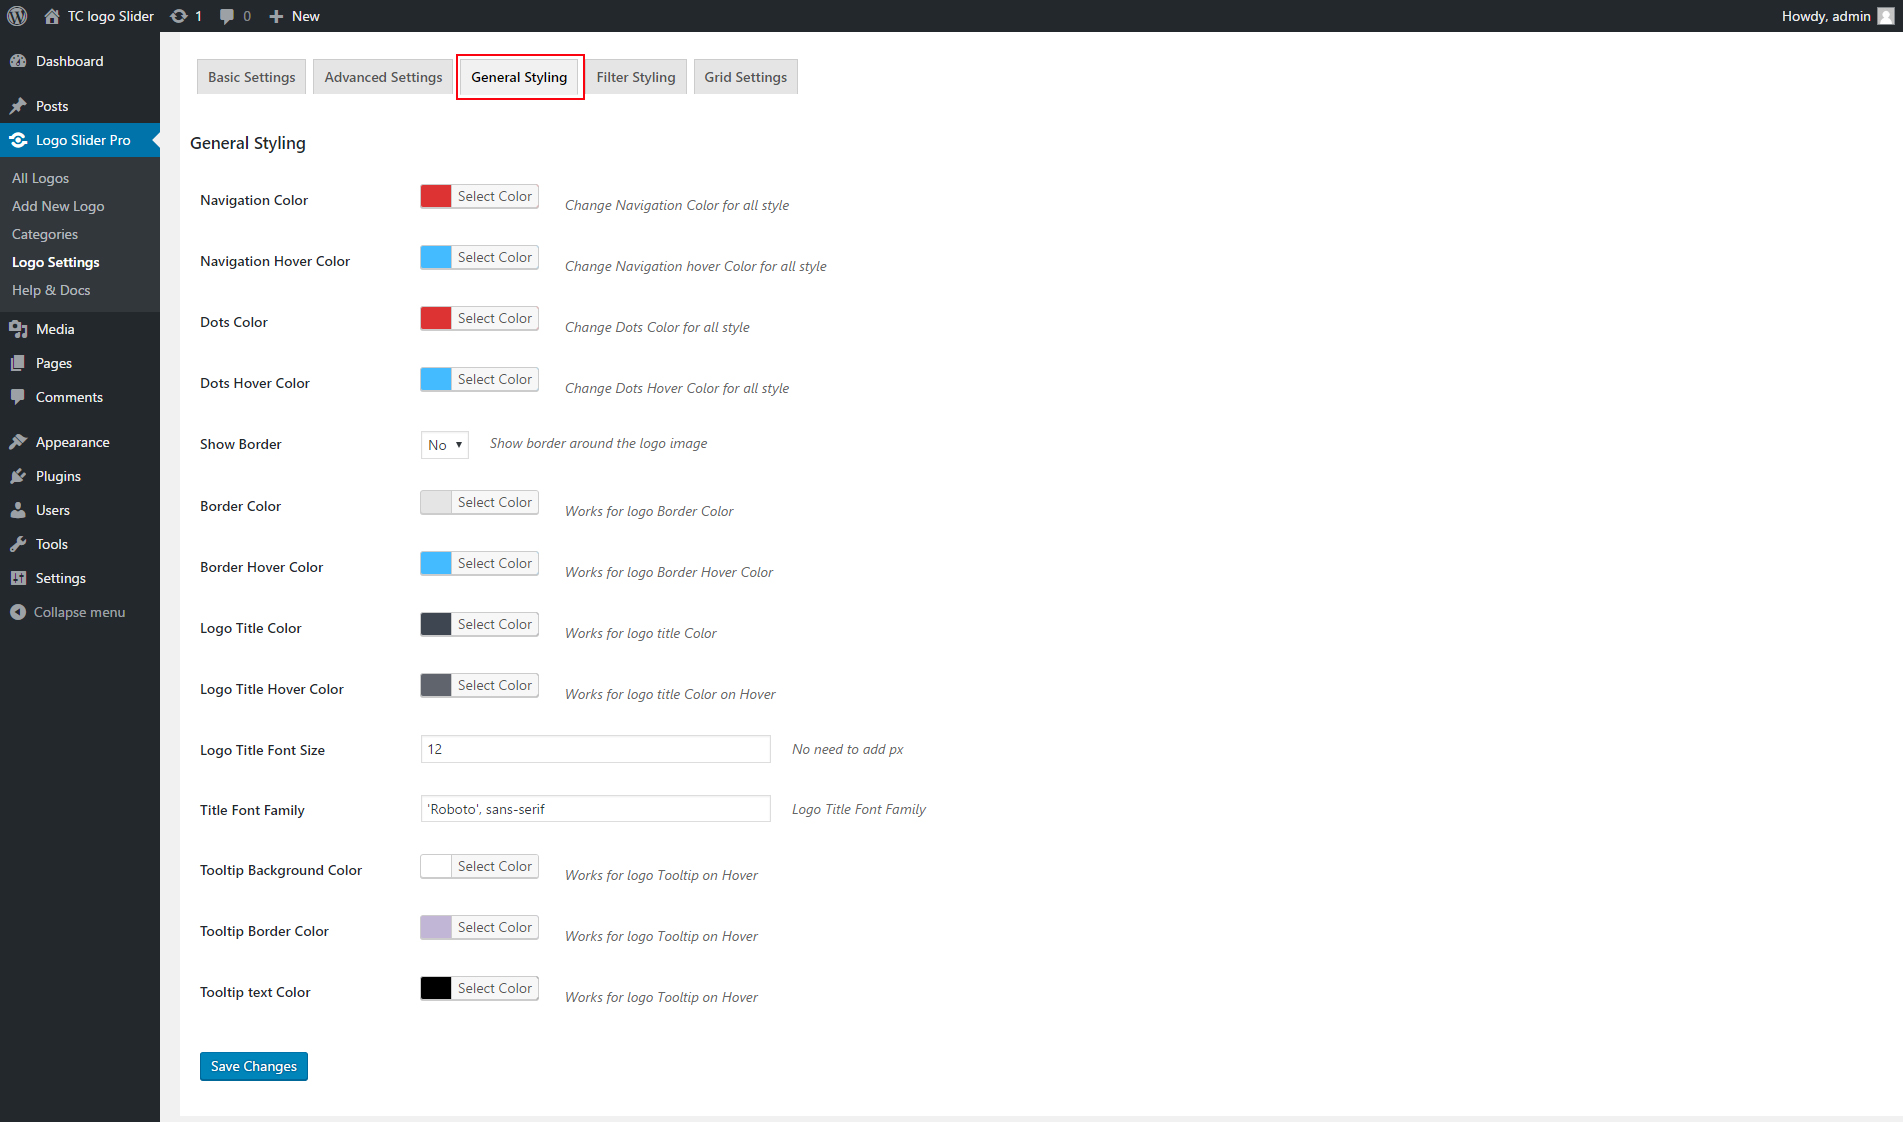 TC logo Slider 1 0 New Howdy, admin
Dashboard
Posts
Logo Slider Pro
All Logos
Add New Logo
Categories
Logo Settings
Help & Docs
Media
Pages
Comments
Appearance
Plugins
Users
Tools
Settings
Collapse menu
Basic Settings Advanced Settings General Styling Filter Styling Grid Settings
General Styling
Navigation Color Select Color Change Navigation Color for all style
Navigation Hover Color Select Color Change Navigation hover Color for all style
Dots Color Select Color Change Dots Color for all style
Dots Hover Color Select Color Change Dots Hover Color for all style
Show Border No Show border around the logo image
Border Color Select Color Works for logo Border Color
Border Hover Color Select Color Works for logo Border Hover Color
Logo Title Color Select Color Works for logo title Color
Logo Title Hover Color Select Color Works for logo title Color on Hover
Logo Title Font Size 12 No need to add px
Title Font Family 'Roboto', sans-serif Logo Title Font Family
Tooltip Background Color Select Color Works for logo Tooltip on Hover
Tooltip Border Color Select Color Works for logo Tooltip on Hover
Tooltip text Color Select Color Works for logo Tooltip on Hover
Save Changes